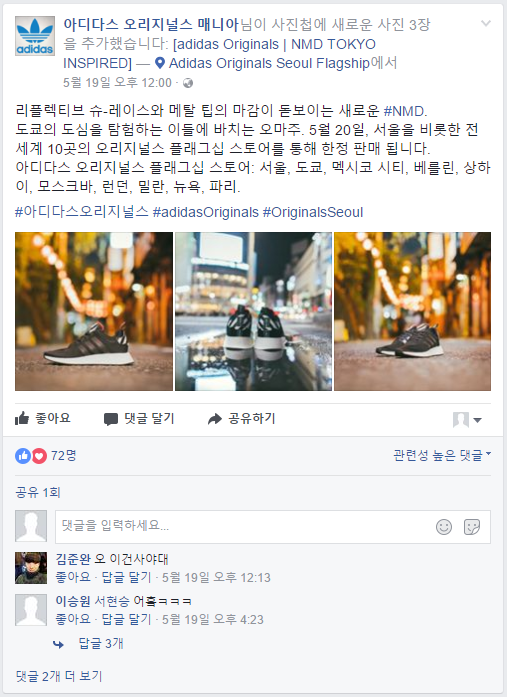 adidas
아디다스 오리지널스 매니아님이 사진첩에 새로운 사진 3장
을 추가했습니다: [adidas Originals | NMD TOKYO
INSPIRED] — adidas Originals Seoul Flagship에서
5월 19일 오후 12:00 ·
리플렉티브 슈-레이스와 메탈 팁의 마감이 돋보이는 새로운 #NMD.
도쿄의 도심을 탐험하는 이들에 바치는 오마주. 5월 20일, 서울을 비롯한 전
세계 10곳의 오리지널스 플래그십 스토어를 통해 한정 판매 됩니다.
아디다스 오리지널스 플래그십 스토어: 서울, 도쿄, 멕시코 시티, 베를린, 상하
이, 모스크바, 런던, 밀란, 뉴욕, 파리.
#아디다스오리지널스 #adidasOriginals #OriginalsSeoul
좋아요 댓글 달기 공유하기
72명 관련성 높은 댓글
공유 1회
댓글을 입력하세요...
김준완 오 이건사야대
좋아요 · 답글 달기 · 5월 19일 오후 12:13
이승원 서현승 어훜ㅋㅋㅋ
좋아요 · 답글 달기 · 5월 19일 오후 4:23
답글 3개
댓글 2개 더 보기